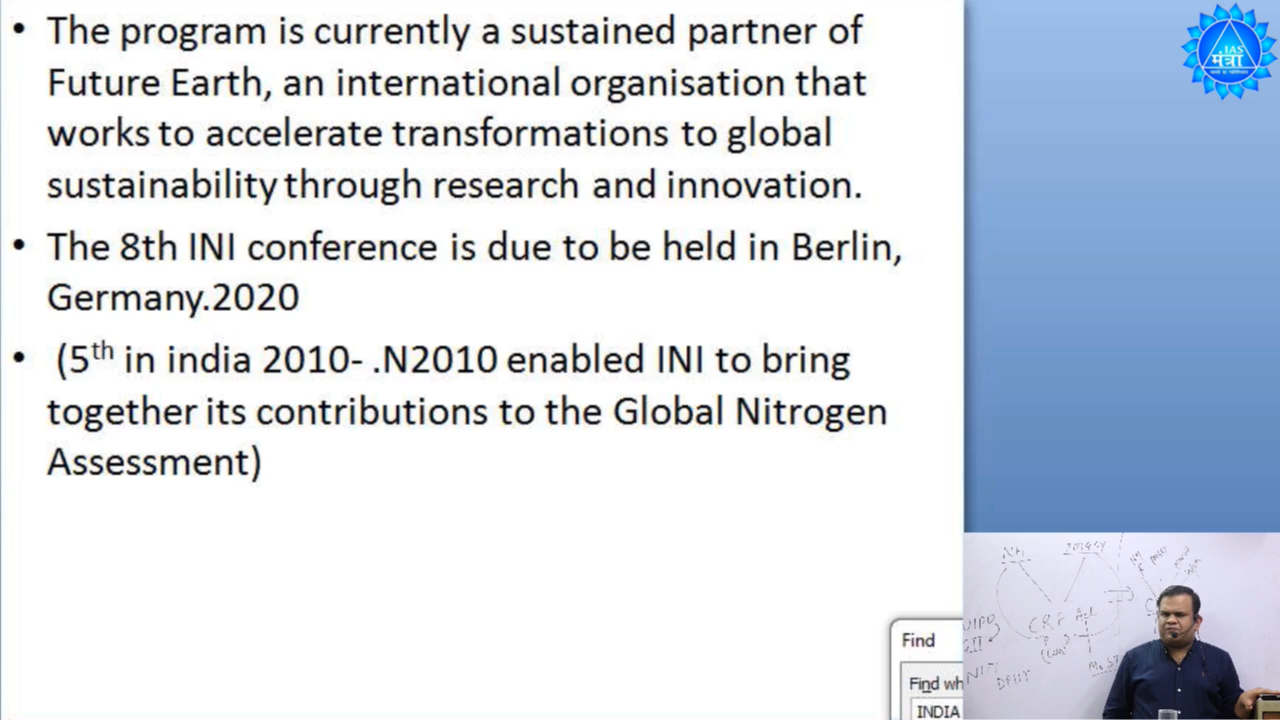 • The program is currently a sustained partner of
Future Earth, an international organisation that
works to accelerate transformations to global
sustainability through research and innovation.
• The 8th INI conference is due to be held in Berlin,
Germany.2020
• (5th in india 2010- .N2010 enabled INI to bring
together its contributions to the Global Nitrogen
Assessment)
IAS
मंत्रा
Find
Find wh
INDIA
CRF